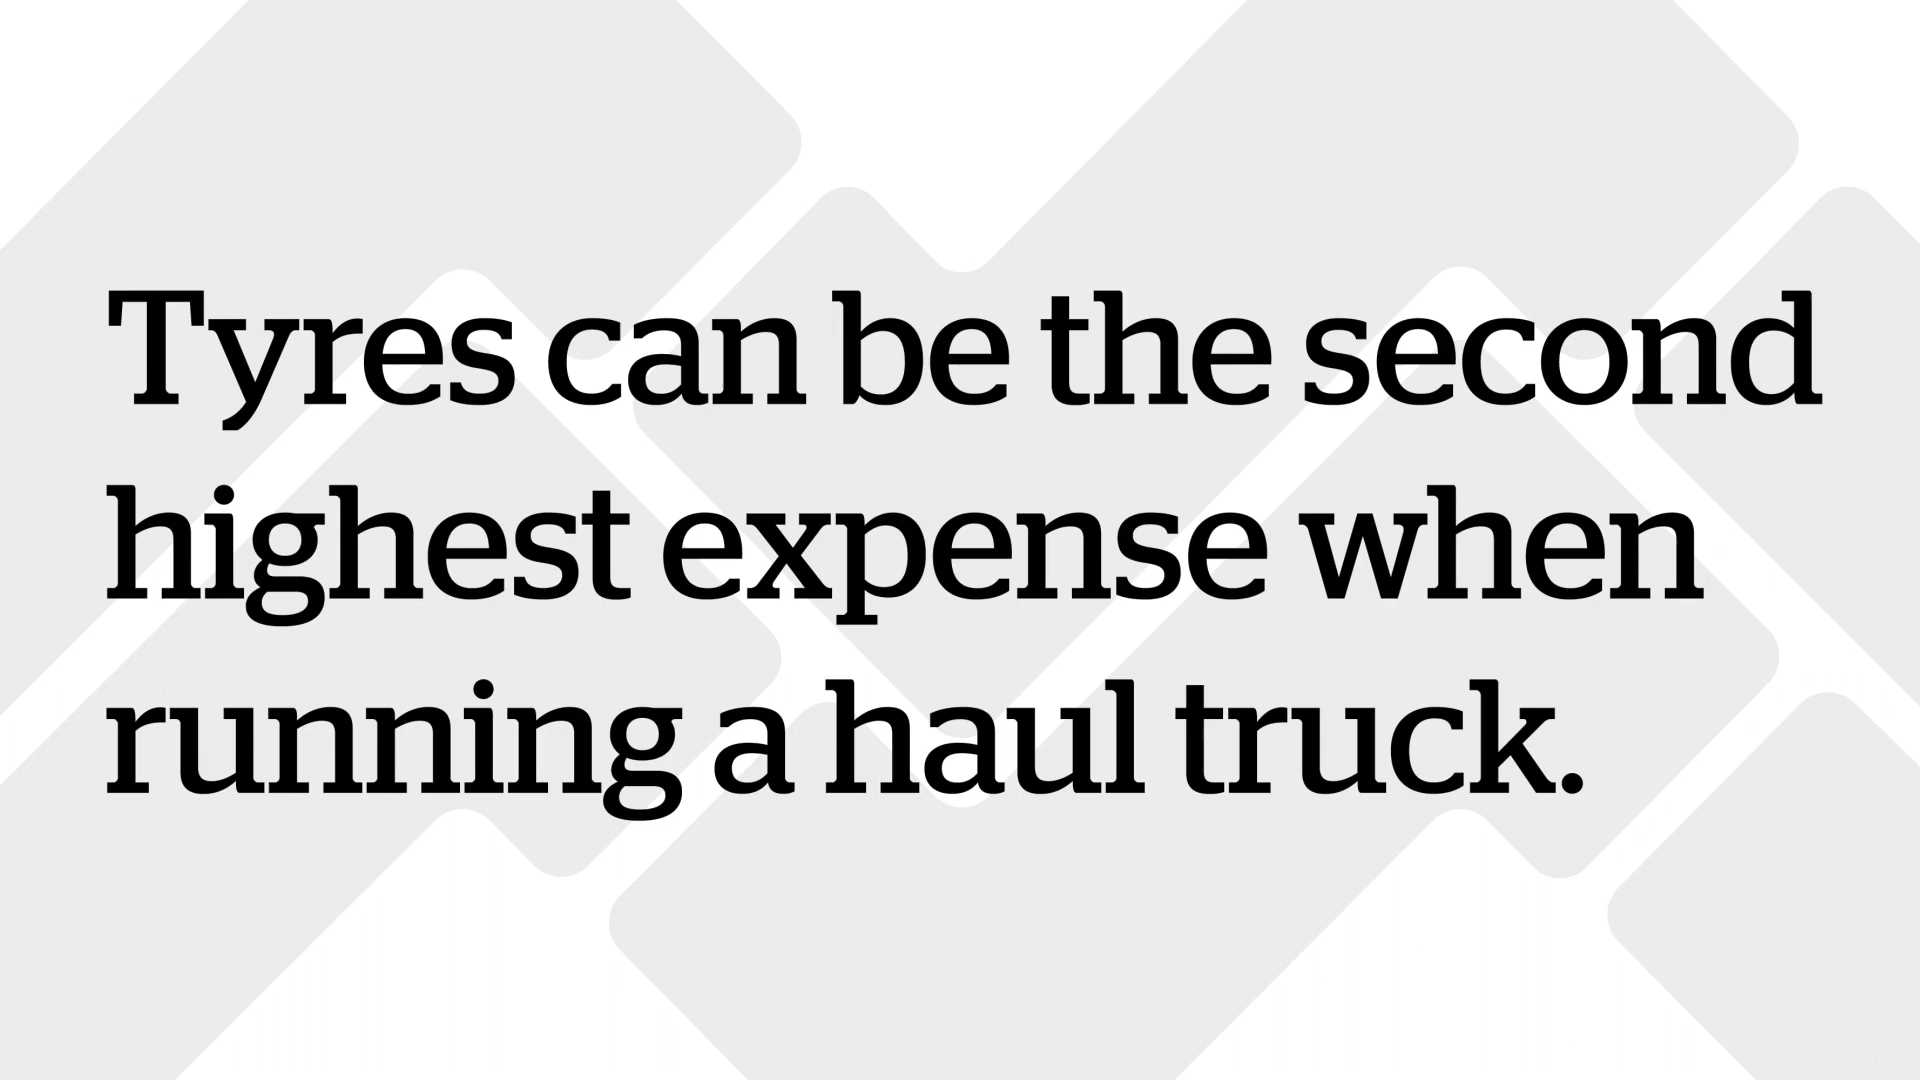 Tyres can be the second
highest expense when
running a haul truck.